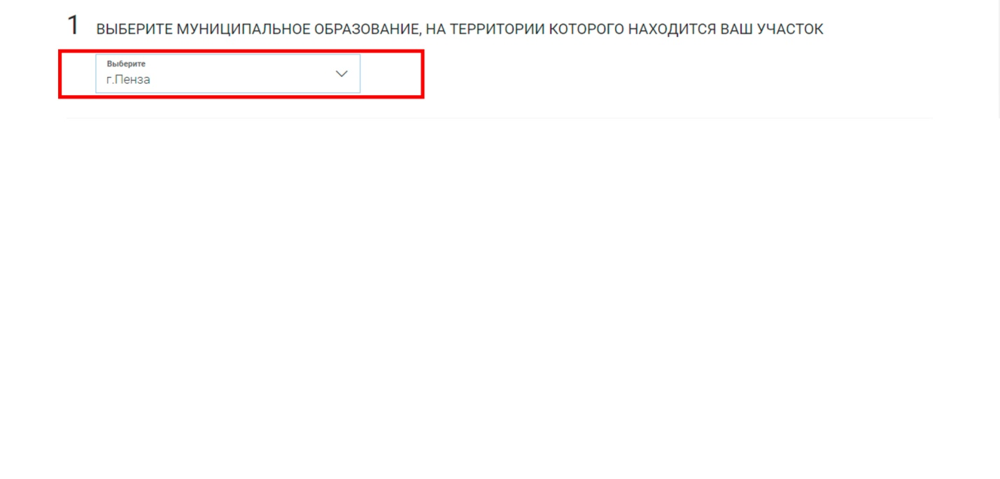 1 ВЫБЕРИТЕ МУНИЦИПАЛЬНОЕ ОБРАЗОВАНИЕ, НА ТЕРРИТОРИИ КОТОРОГО НАХОДИТСЯ ВАШ УЧАСТОК
Выберите
г.Пенза